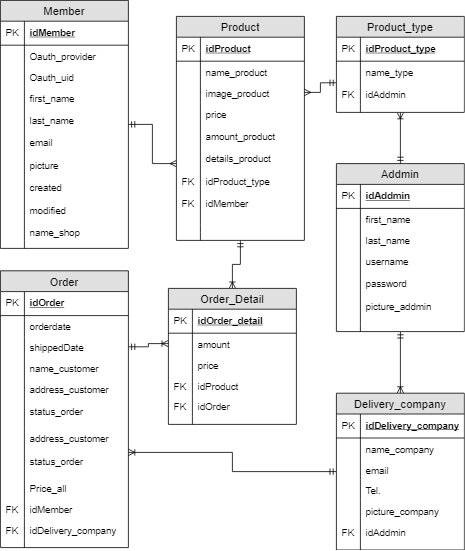 Member
PK idMember
Oauth_provider
Oauth_uid
first_name
last_name
email
picture
created
modified
name_shop
Product
PK idProduct
name_product
image_product
price
amount_product
details_product
FK idProduct_type
FK idMember
Product_type
PK idProduct_type
name_type
FK idAddmin
Addmin
PK idAddmin
first_name
last_name
username
password
picture_addmin
Order
PK idOrder
orderdate
shippedDate
name_customer
address_customer
status_order
address_customer
status_order
Price_all
FK idMember
FK idDelivery_company
Order_Detail
PK idOrder_detail
amount
price
FK idProduct
FK idOrder
Delivery_company
PK idDelivery_company
name_company
email
Tel.
picture_company
FK idAddmin